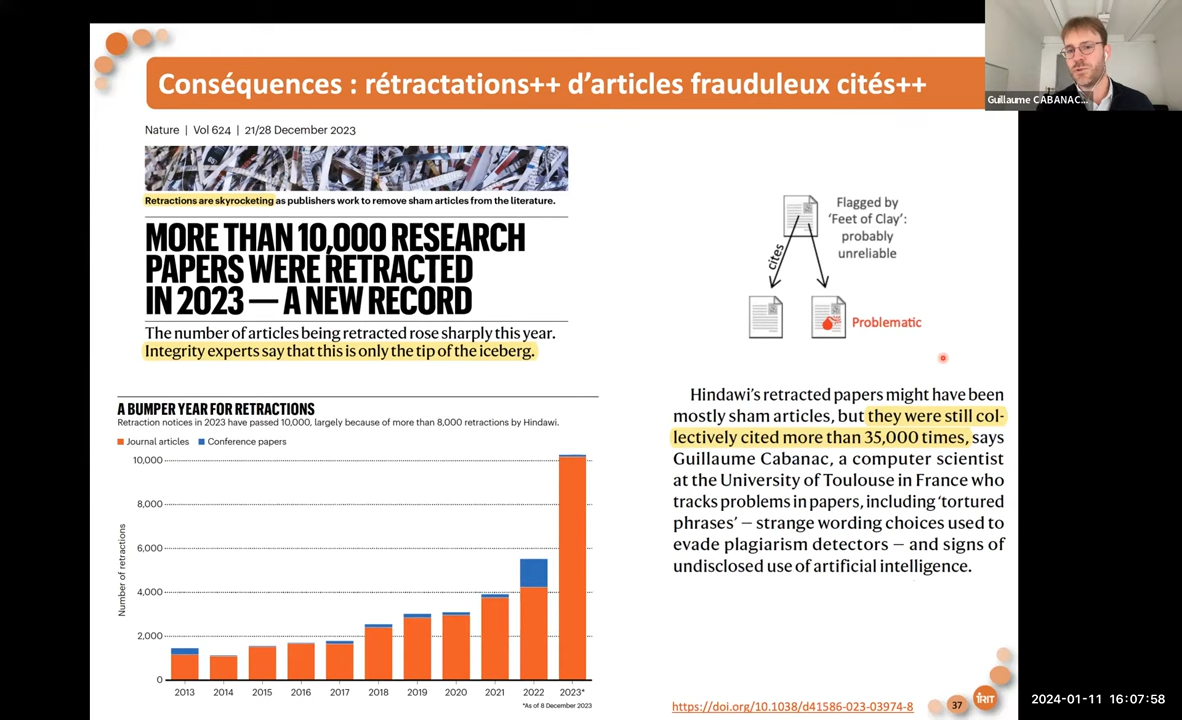 Conséquences : rétractations++ d'articles frauduleux cités++
Guillaume CABANAC...
Nature | Vol 624 | 21/28 December 2023
Retractions are skyrocketing as publishers work to remove sham articles from the literature.
MORE THAN 10,000 RESEARCH
PAPERS WERE RETRACTED
IN 2023 — A NEW RECORD
The number of articles being retracted rose sharply this year.
Integrity experts say that this is only the tip of the iceberg.
A BUMPER YEAR FOR RETRACTIONS
Retraction notices in 2023 have passed 10,000, largely because of more than 8,000 retractions by Hindawi.
Journal articles
Conference papers
Number of retractions
10,000
8,000
6,000
4,000
2,000
0
2013 2014 2015 2016 2017 2018 2019 2020 2021 2022 2023*
*As of 8 December 2023
Flagged by
'Feet of Clay':
probably
unreliable
cites
Problematic
Hindawi's retracted papers might have been
mostly sham articles, but they were still col-
lectively cited more than 35,000 times, says
Guillaume Cabanac, a computer scientist
at the University of Toulouse in France who
tracks problems in papers, including 'tortured
phrases' — strange wording choices used to
evade plagiarism detectors — and signs of
undisclosed use of artificial intelligence.
https://doi.org/10.1038/d41586-023-03974-8
37
IRIT
2024-01-11 16:07:58